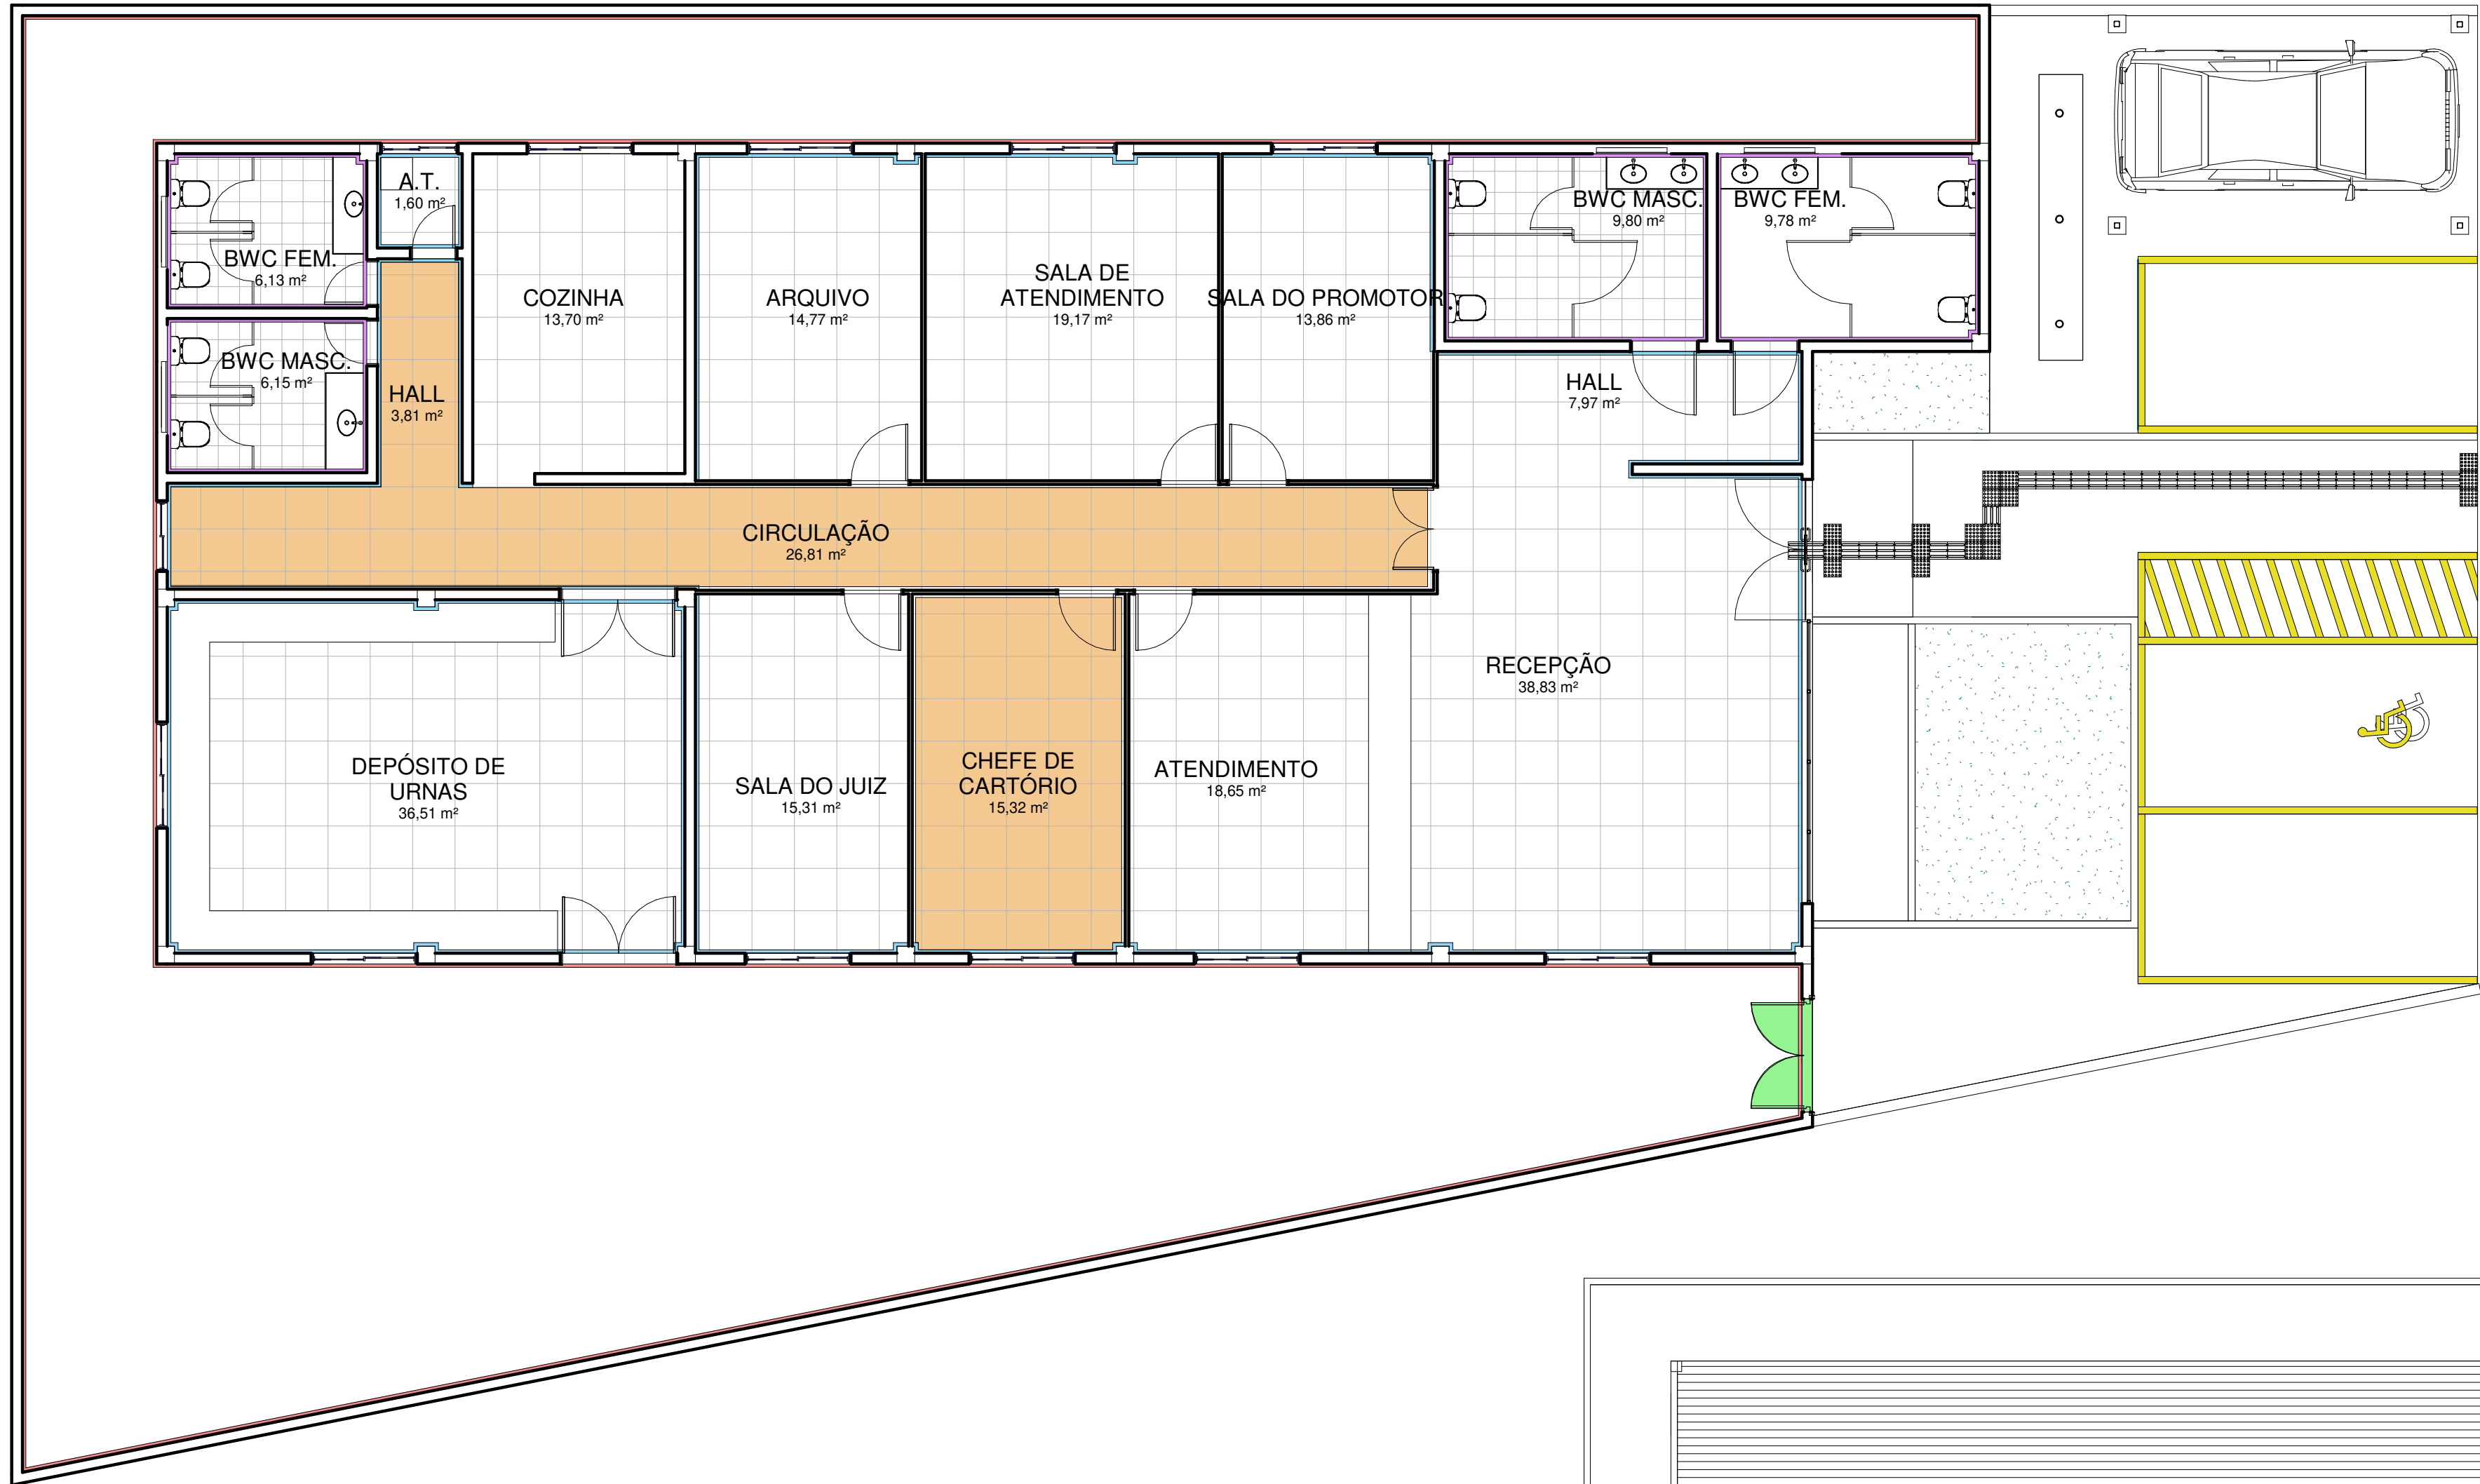 A.T.
1,60 m²
BWC FEM.
6,13 m²
BWC MASC.
6,15 m²
HALL
3,81 m²
COZINHA
13,70 m²
ARQUIVO
14,77 m²
SALA DE
ATENDIMENTO
19,17 m²
SALA DO PROMOTOR
13,86 m²
BWC MASC.
9,80 m²
BWC FEM.
9,78 m²
HALL
7,97 m²
CIRCULAÇÃO
26,81 m²
RECEPÇÃO
38,83 m²
DEPÓSITO DE
URNAS
36,51 m²
SALA DO JUIZ
15,31 m²
CHEFE DE
CARTÓRIO
15,32 m²
ATENDIMENTO
18,65 m²